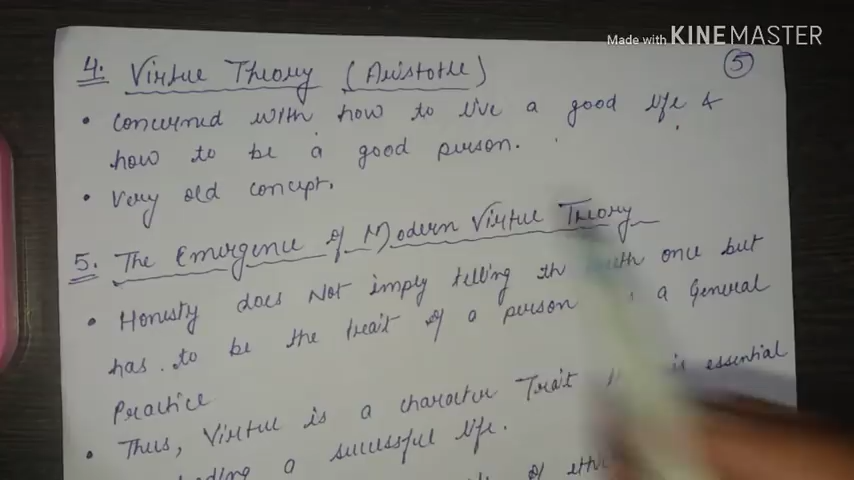 Made with KINEMASTER
5
4. Virtue Theory (Aristotle)
• Concerned with how to live a good life &
how to be a good person.
• Very old concept.
5. The Emergence of Modern Virtue Theory
• Honesty does Not imply telling th once but
has to be the trait of a person a General
Practice
• Thus, Virtue is a character Trait is essential
a successful life.
of